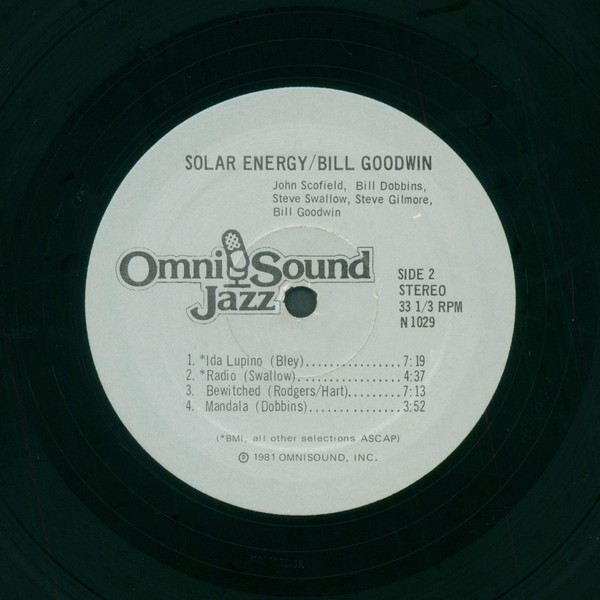 SOLAR ENERGY/BILL GOODWIN
John Scofield, Bill Dobbins,
Steve Swallow, Steve Gilmore,
Bill Goodwin
Omni Sound
Jazz
SIDE 2
STEREO
33 1/3 RPM
N 1029
1. *Ida Lupino (Bley)................7:19
2. *Radio (Swallow)..................4:37
3. Bewitched (Rodgers/Hart).........7:13
4. Mandala (Dobbins)...............3:52
(*BMI, all other selections ASCAP)
℗ 1981 OMNISOUND, INC.